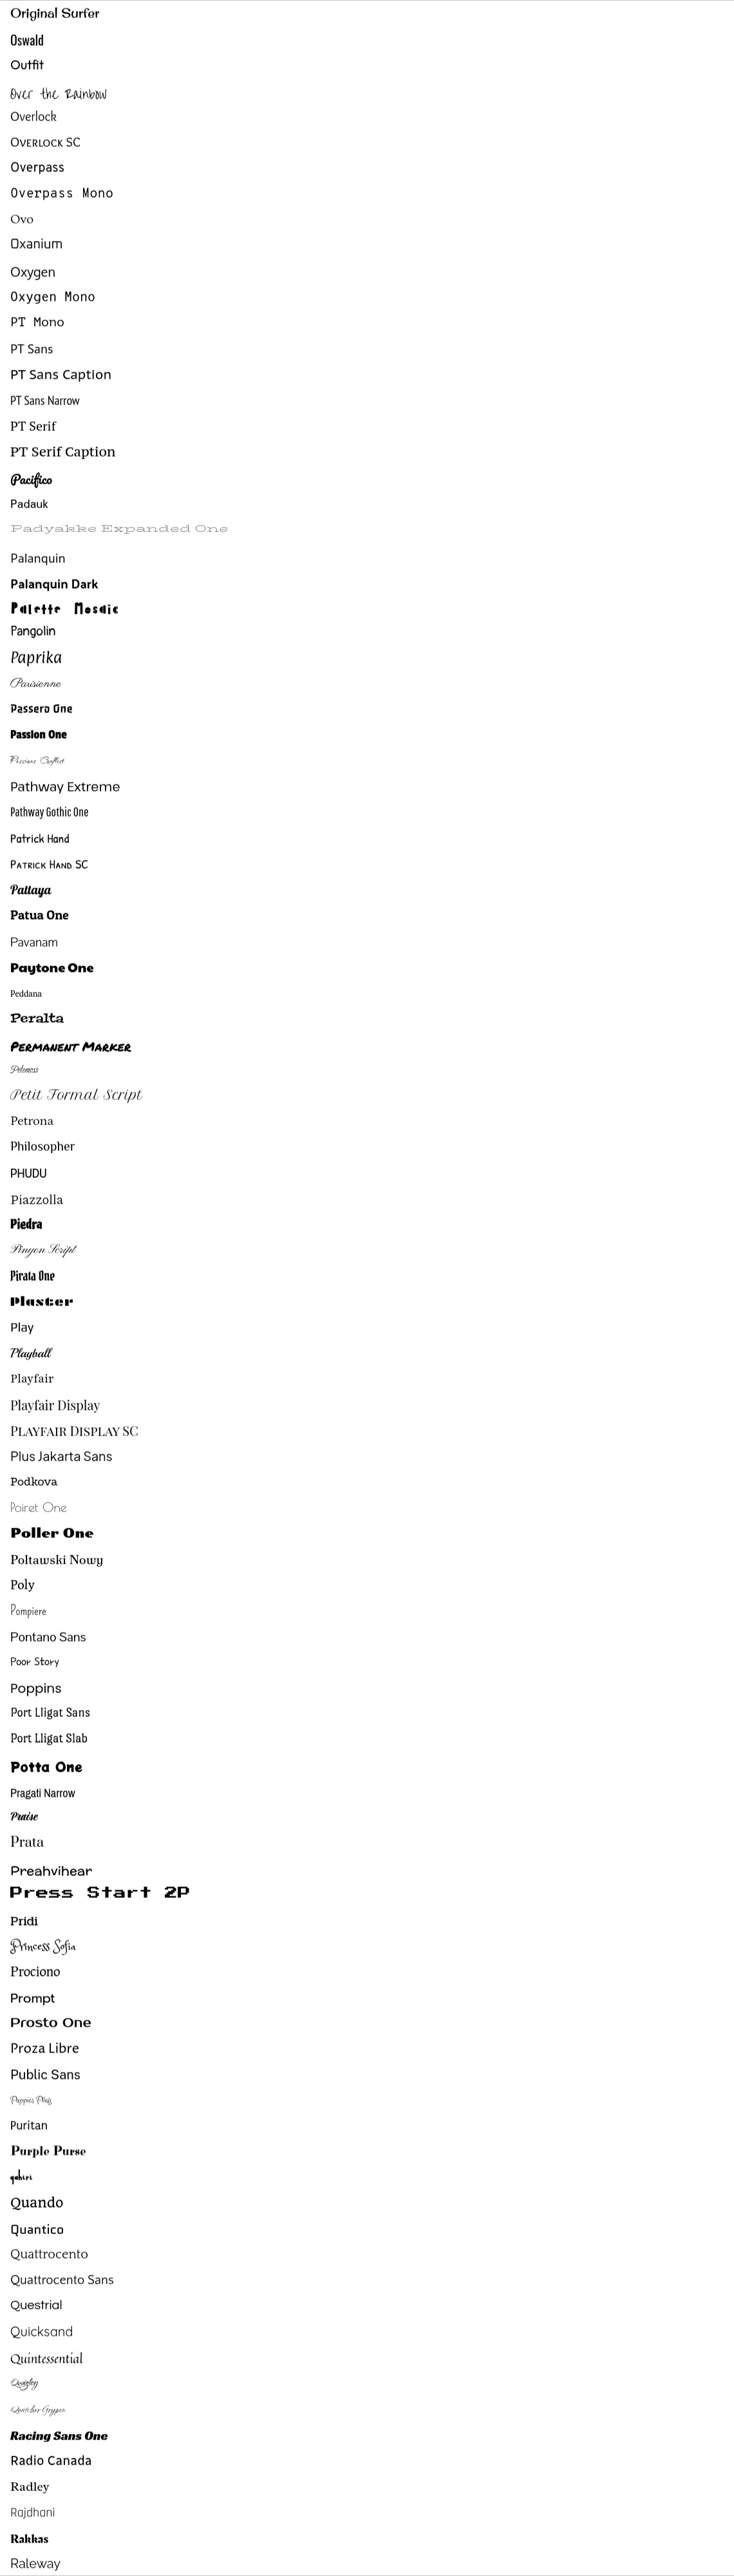 Original Surfer
Oswald
Outfit
Over the Rainbow
Overlock
Overlock SC
Overpass
Overpass Mono
Ovo
Oxanium
Oxygen
Oxygen Mono
PT Mono
PT Sans
PT Sans Caption
PT Sans Narrow
PT Serif
PT Serif Caption
Pacifico
Padauk
Padyakke Expanded One
Palanquin
Palanquin Dark
Palette Mosaic
Pangolin
Paprika
Parisienne
Passero One
Passion One
Passions Conflict
Pathway Extreme
Pathway Gothic One
Patrick Hand
Patrick Hand SC
Pattaya
Patua One
Pavanam
Paytone One
Peddana
Peralta
Permanent Marker
Petemoss
Petit Formal Script
Petrona
Philosopher
PHUDU
Piazzolla
Piedra
Pinyon Script
Pirata One
Plaster
Play
Playball
Playfair
Playfair Display
Playfair Display SC
Plus Jakarta Sans
Podkova
Poiret One
Poller One
Poltawski Nowy
Poly
Pompiere
Pontano Sans
Poor Story
Poppins
Port Lligat Sans
Port Lligat Slab
Potta One
Pragati Narrow
Praise
Prata
Preahvihear
Press Start 2P
Pridi
Princess Sofia
Prociono
Prompt
Prosto One
Proza Libre
Public Sans
Puppies Play
Puritan
Purple Purse
qahiri
Quando
Quantico
Quattrocento
Quattrocento Sans
Questrial
Quicksand
Quintessential
Qwigley
Qwitcher Grypen
Racing Sans One
Radio Canada
Radley
Rajdhani
Rakkas
Raleway